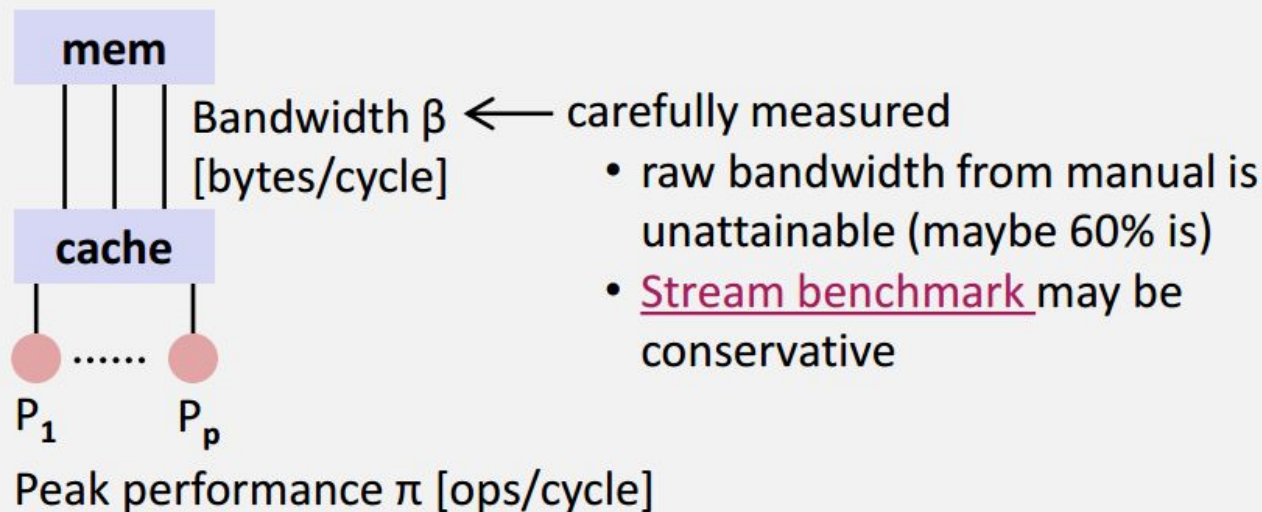 mem
Bandwidth β
[bytes/cycle]
carefully measured
• raw bandwidth from manual is
unattainable (maybe 60% is)
• Stream benchmark may be
conservative
cache
......
P1
Pp
Peak performance π [ops/cycle]